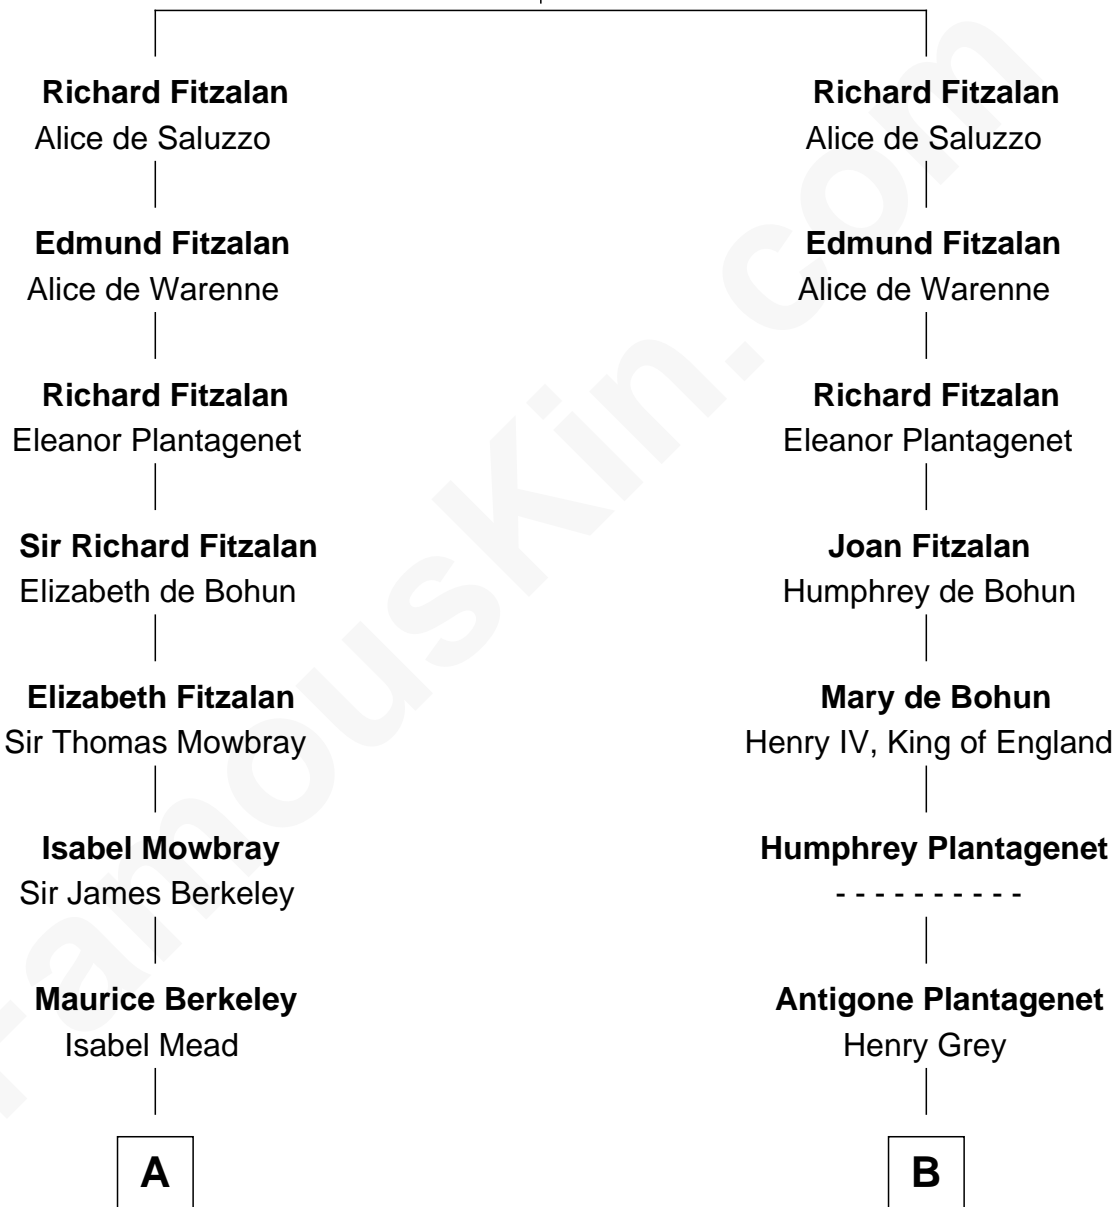 Richard Fitzalan
Alice de Saluzzo
Edmund Fitzalan
Alice de Warenne
Richard Fitzalan
Eleanor Plantagenet
Sir Richard Fitzalan
Elizabeth de Bohun
Elizabeth Fitzalan
Sir Thomas Mowbray
Isabel Mowbray
Sir James Berkeley
Maurice Berkeley
Isabel Mead
A
Richard Fitzalan
Alice de Saluzzo
Edmund Fitzalan
Alice de Warenne
Richard Fitzalan
Eleanor Plantagenet
Joan Fitzalan
Humphrey de Bohun
Mary de Bohun
Henry IV, King of England
Humphrey Plantagenet
- - - - - - - - - -
Antigone Plantagenet
Henry Grey
B
FamousKin.com